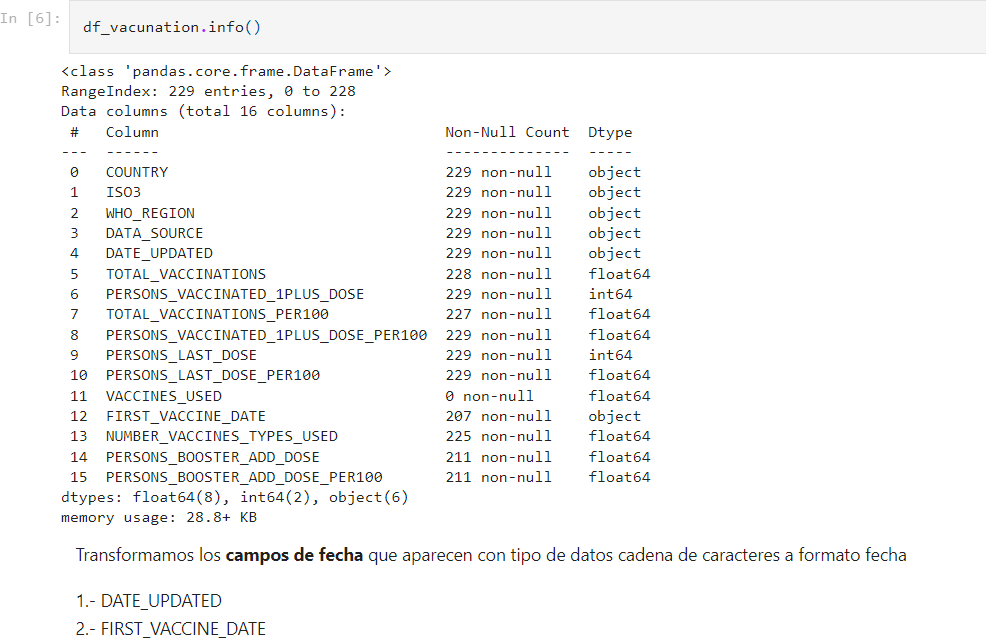 In [6]:
df_vacunation.info()
<class 'pandas.core.frame.DataFrame'>
RangeIndex: 229 entries, 0 to 228
Data columns (total 16 columns):
 #   Column                               Non-Null Count  Dtype
---  ------                               --------------  -----
 0   COUNTRY                              229 non-null    object
 1   ISO3                                 229 non-null    object
 2   WHO_REGION                           229 non-null    object
 3   DATA_SOURCE                          229 non-null    object
 4   DATE_UPDATED                         229 non-null    object
 5   TOTAL_VACCINATIONS                   228 non-null    float64
 6   PERSONS_VACCINATED_1PLUS_DOSE        229 non-null    int64
 7   TOTAL_VACCINATIONS_PER100            227 non-null    float64
 8   PERSONS_VACCINATED_1PLUS_DOSE_PER100 229 non-null    float64
 9   PERSONS_LAST_DOSE                    229 non-null    int64
 10  PERSONS_LAST_DOSE_PER100             229 non-null    float64
 11  VACCINES_USED                        0 non-null      float64
 12  FIRST_VACCINE_DATE                   207 non-null    object
 13  NUMBER_VACCINES_TYPES_USED           225 non-null    float64
 14  PERSONS_BOOSTER_ADD_DOSE             211 non-null    float64
 15  PERSONS_BOOSTER_ADD_DOSE_PER100      211 non-null    float64
dtypes: float64(8), int64(2), object(6)
memory usage: 28.8+ KB
Transformamos los campos de fecha que aparecen con tipo de datos cadena de caracteres a formato fecha
1.- DATE_UPDATED
2.- FIRST_VACCINE_DATE